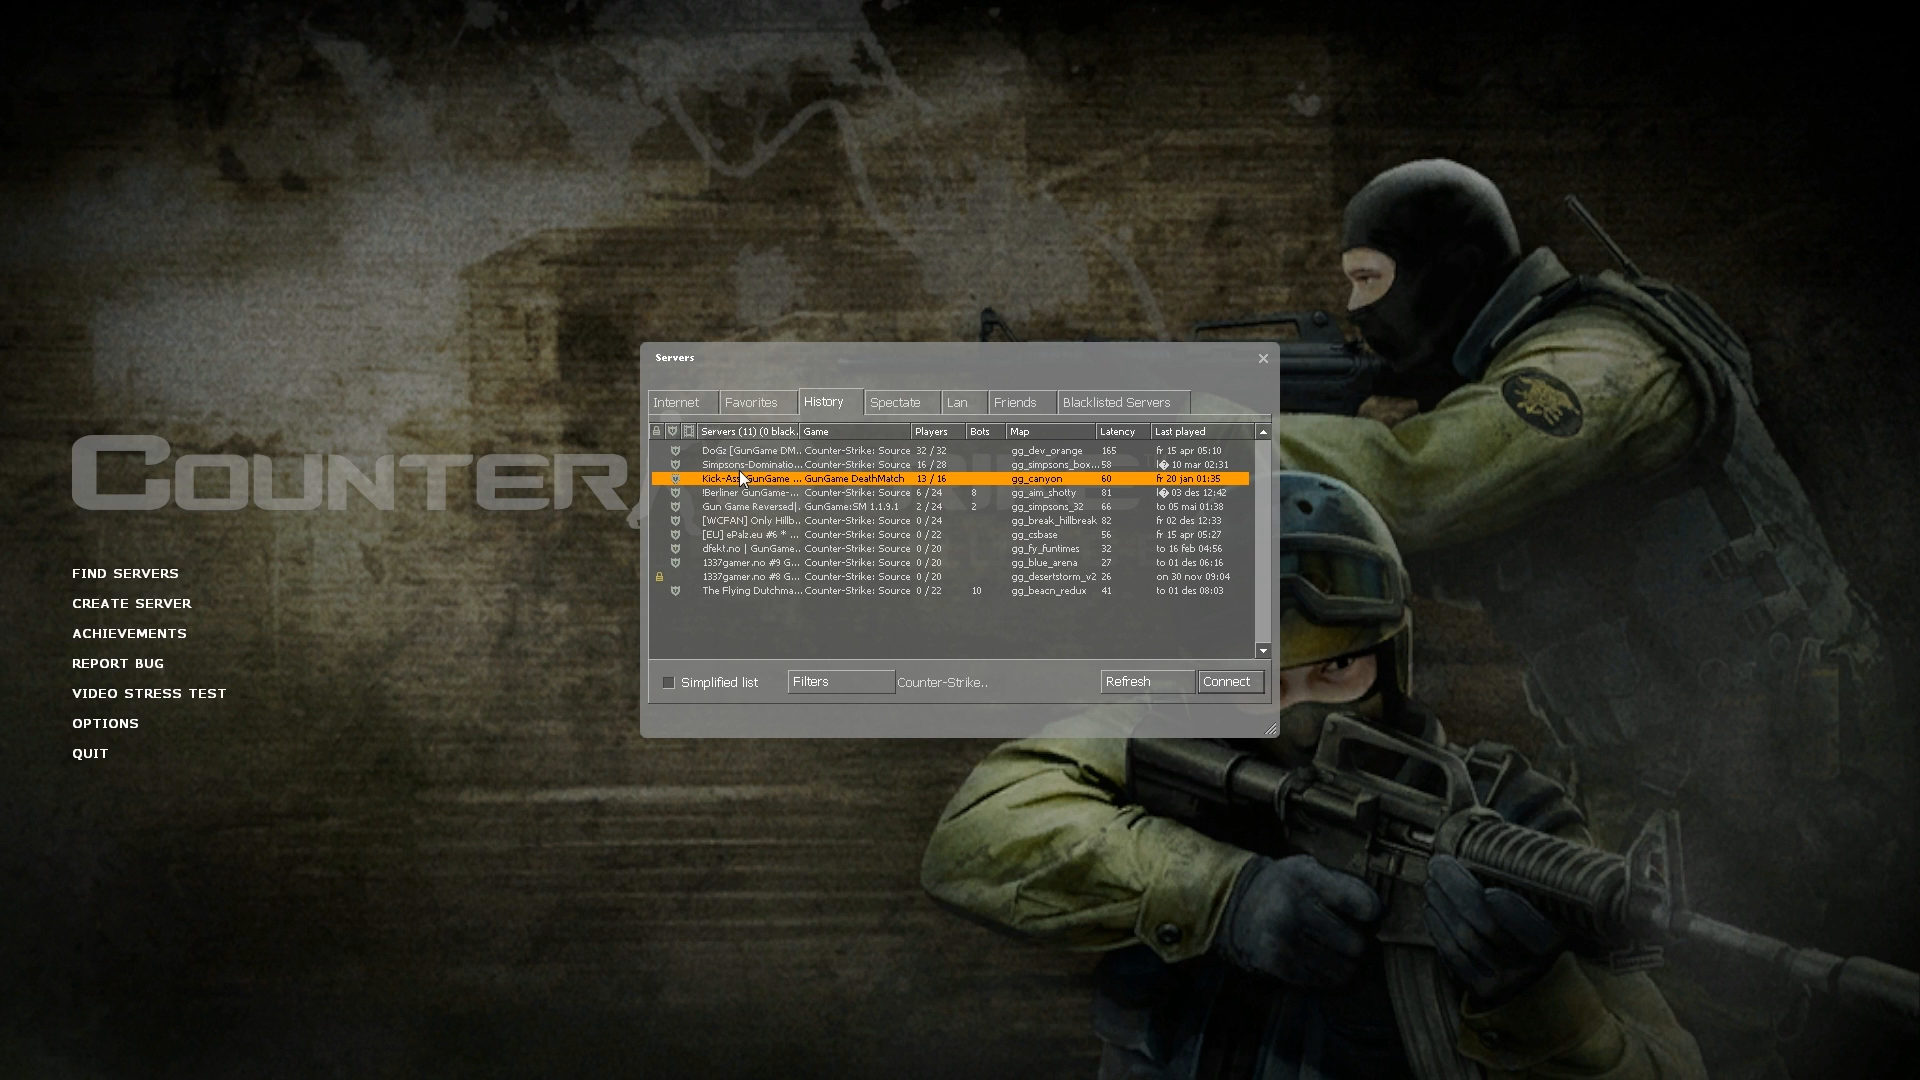 Servers
Internet Favorites History Spectate Lan Friends Blacklisted Servers
Servers (11) (0 black.. Game Players Bots Map Latency Last played
DoGz [GunGame DM... Counter-Strike: Source 32 / 32 gg_dev_orange 165 fr 15 apr 05:10
Simpsons-Dominatio... Counter-Strike: Source 16 / 28 gg_simpsons_box... 58 l� 10 mar 02:31
Kick-Ass GunGame ... GunGame DeathMatch 13 / 16 gg_canyon 60 fr 20 jan 01:35
!Berliner GunGame-... Counter-Strike: Source 6 / 24 8 gg_aim_shotty 81 l� 03 des 12:42
Gun Game Reversed|.. GunGame:SM 1.1.9.1 2 / 24 2 gg_simpsons_32 66 to 05 mai 01:38
[WCFAN] Only Hillb... Counter-Strike: Source 0 / 24 gg_break_hillbreak 82 fr 02 des 12:33
[EU] ePalz.eu #6 * ... Counter-Strike: Source 0 / 22 gg_csbase 56 fr 15 apr 05:27
dfekt.no | GunGame... Counter-Strike: Source 0 / 20 gg_fy_funtimes 32 to 16 feb 04:56
1337gamer.no #9 G... Counter-Strike: Source 0 / 20 gg_blue_arena 27 to 01 des 06:16
1337gamer.no #8 G... Counter-Strike: Source 0 / 20 gg_desertstorm_v2 26 on 30 nov 09:04
The Flying Dutchma... Counter-Strike: Source 0 / 22 10 gg_beacn_redux 41 to 01 des 08:03
Simplified list Filters Counter-Strike.. Refresh Connect
COUNTER
FIND SERVERS
CREATE SERVER
ACHIEVEMENTS
REPORT BUG
VIDEO STRESS TEST
OPTIONS
QUIT